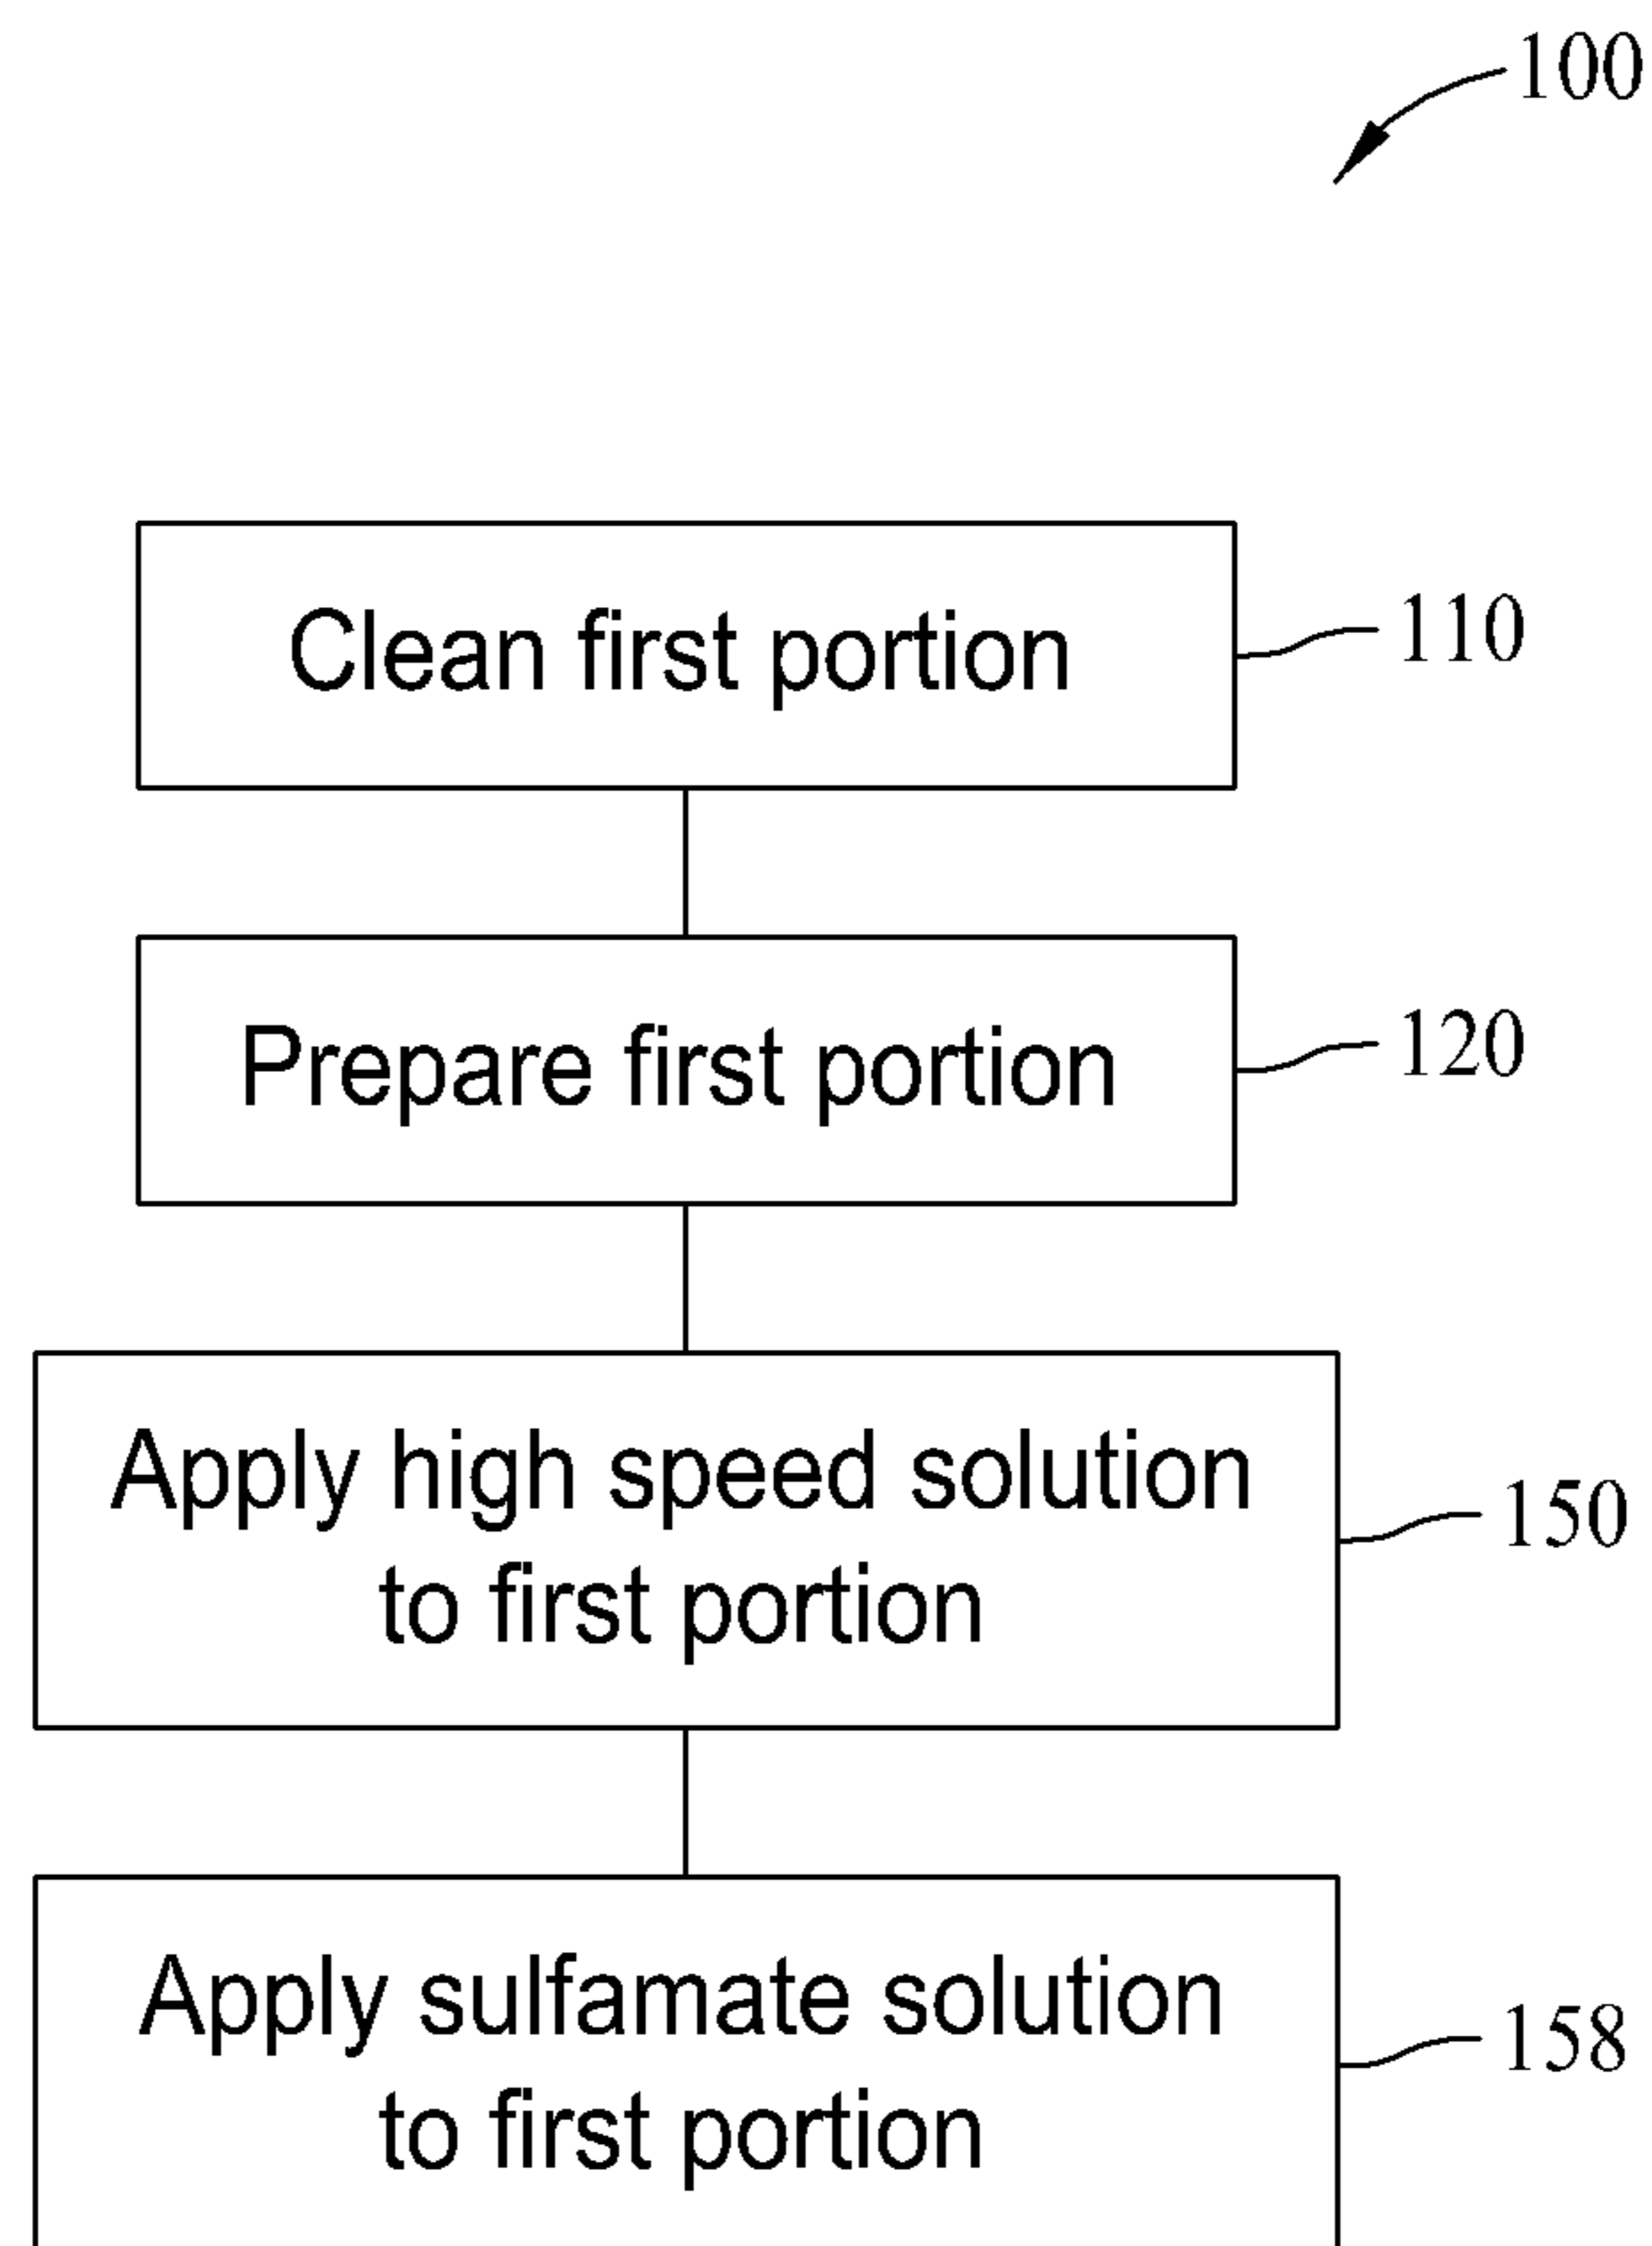 100
Clean first portion
110
Prepare first portion
120
Apply high speed solution
to first portion
150
Apply sulfamate solution
to first portion
158